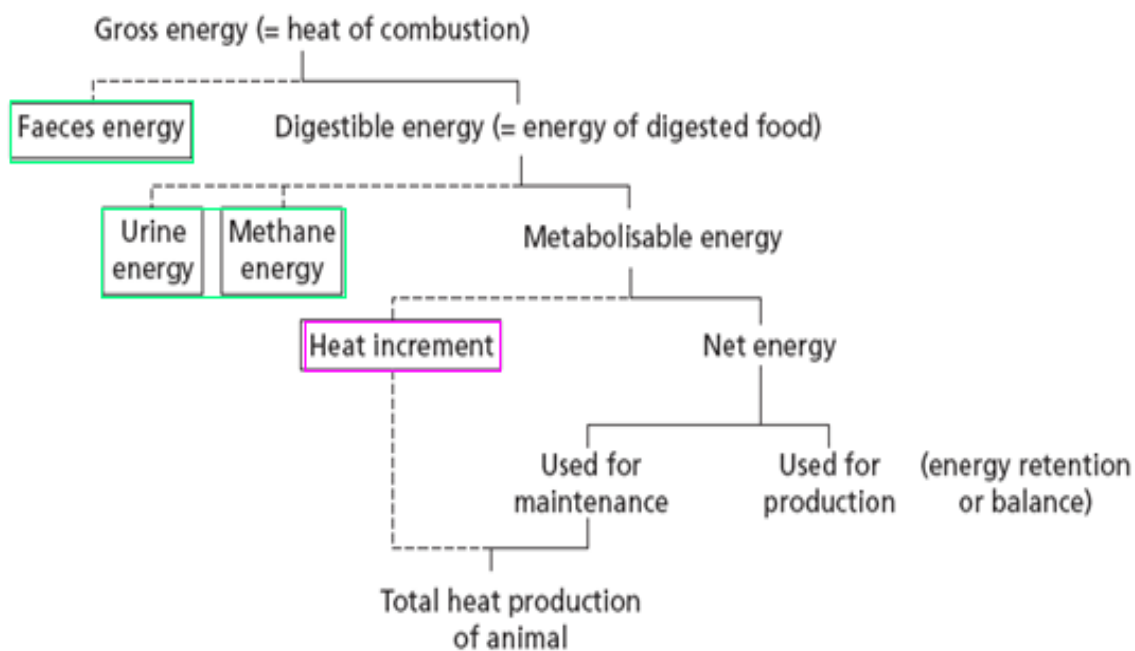 Gross energy (= heat of combustion)
Faeces energy
Digestible energy (= energy of digested food)
Urine
energy
Methane
energy
Metabolisable energy
Heat increment
Net energy
Used for
maintenance
Used for
production
(energy retention
or balance)
Total heat production
of animal